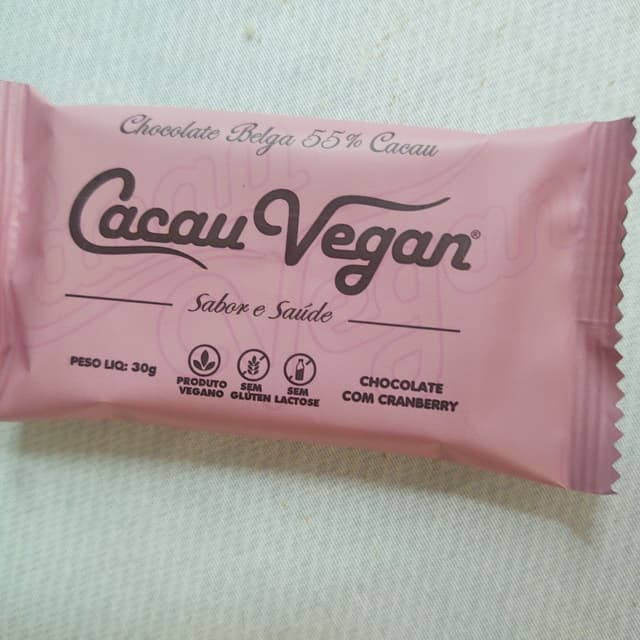 Chocolate Belga 55% Cacau
Cacau Vegan®
Sabor e Saúde
PESO LIQ: 30g
PRODUTO VEGANO
SEM GLÚTEN
SEM LACTOSE
CHOCOLATE
COM CRANBERRY